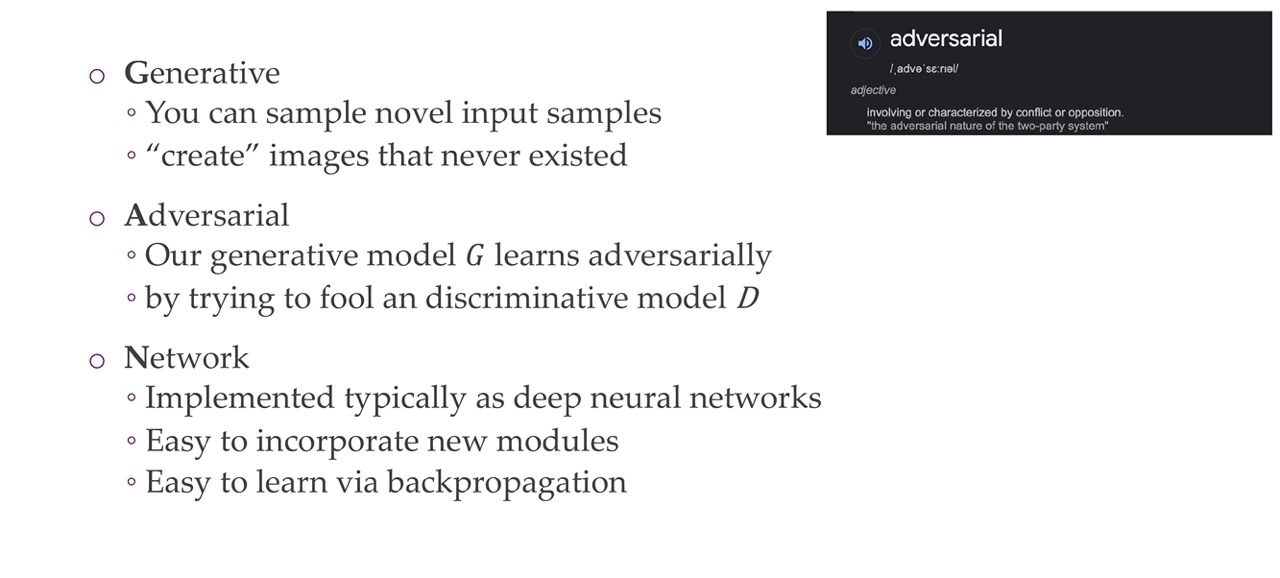 adversarial
/ˌadvəˈsɛːrɪəl/
adjective
involving or characterized by conflict or opposition.
"the adversarial nature of the two-party system"
Generative
You can sample novel input samples
“create” images that never existed
Adversarial
Our generative model G learns adversarially
by trying to fool an discriminative model D
Network
Implemented typically as deep neural networks
Easy to incorporate new modules
Easy to learn via backpropagation